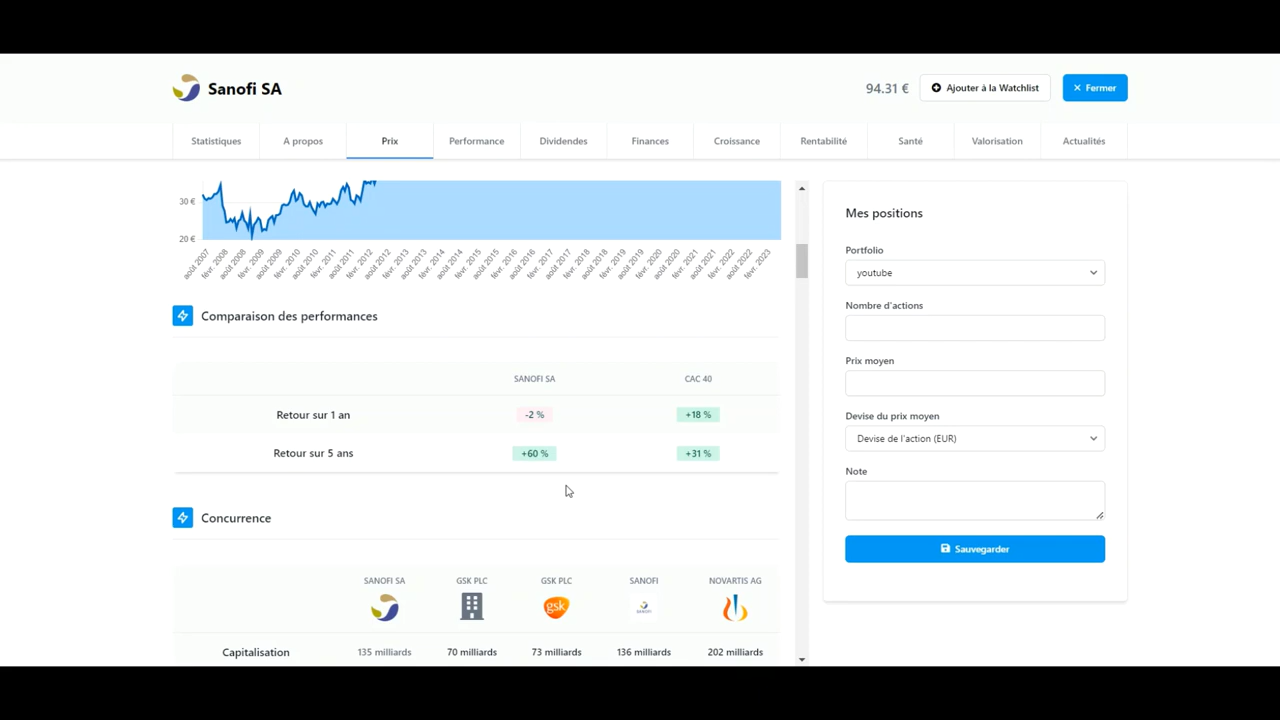 Sanofi SA
94.31 €
Ajouter à la Watchlist
Fermer
Statistiques
A propos
Prix
Performance
Dividendes
Finances
Croissance
Rentabilité
Santé
Valorisation
Actualités
30 €
20 €
août 2007
févr. 2008
août 2008
févr. 2009
août 2009
févr. 2010
août 2010
févr. 2011
août 2011
févr. 2012
août 2012
févr. 2013
août 2013
févr. 2014
août 2014
févr. 2015
août 2015
févr. 2016
août 2016
févr. 2017
août 2017
févr. 2018
août 2018
févr. 2019
août 2019
févr. 2020
août 2020
févr. 2021
août 2021
févr. 2022
août 2022
févr. 2023
Comparaison des performances
SANOFI SA CAC 40
Retour sur 1 an -2 % +18 %
Retour sur 5 ans +60 % +31 %
Concurrence
SANOFI SA GSK PLC GSK PLC SANOFI NOVARTIS AG
gsk
SANOFI
Capitalisation 135 milliards 70 milliards 73 milliards 136 milliards 202 milliards
Mes positions
Portfolio
youtube
Nombre d'actions
Prix moyen
Devise du prix moyen
Devise de l'action (EUR)
Note
Sauvegarder